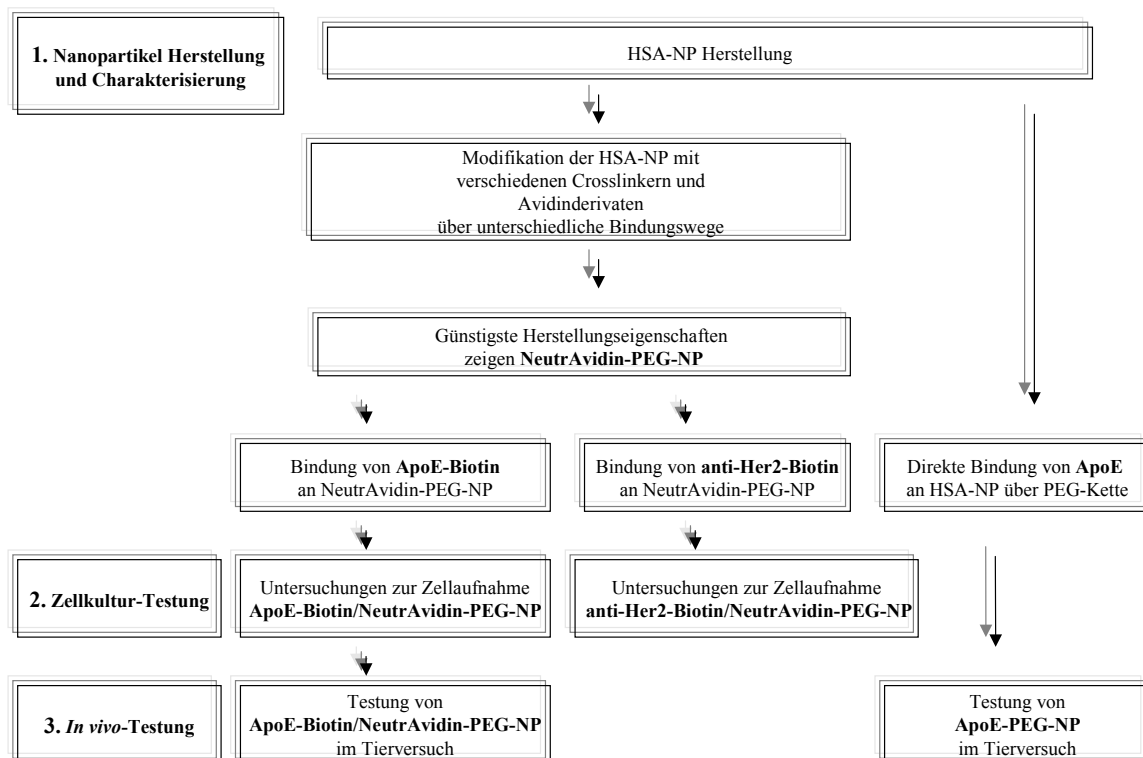 1. Nanopartikel Herstellung
und Charakterisierung
HSA-NP Herstellung
Modifikation der HSA-NP mit
verschiedenen Crosslinkern und
Avidinderivaten
über unterschiedliche Bindungswege
Günstigste Herstellungseigenschaften
zeigen NeutrAvidin-PEG-NP
Bindung von ApoE-Biotin
an NeutrAvidin-PEG-NP
Bindung von anti-Her2-Biotin
an NeutrAvidin-PEG-NP
Direkte Bindung von ApoE
an HSA-NP über PEG-Kette
2. Zellkultur-Testung
Untersuchungen zur Zellaufnahme
ApoE-Biotin/NeutrAvidin-PEG-NP
Untersuchungen zur Zellaufnahme
anti-Her2-Biotin/NeutrAvidin-PEG-NP
3. In vivo-Testung
Testung von
ApoE-Biotin/NeutrAvidin-PEG-NP
im Tierversuch
Testung von
ApoE-PEG-NP
im Tierversuch